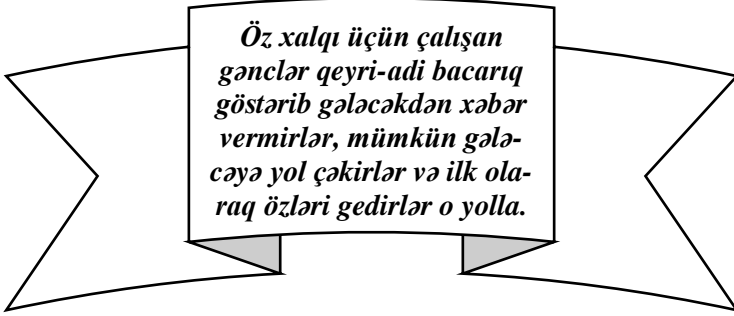 Öz xalqı üçün çalışan
gənclər qeyri-adi bacarıq
göstərib gələcəkdən xəbər
vermirlər, mümkün gələ-
cəyə yol çəkirlər və ilk ola-
raq özləri gedirlər o yolla.